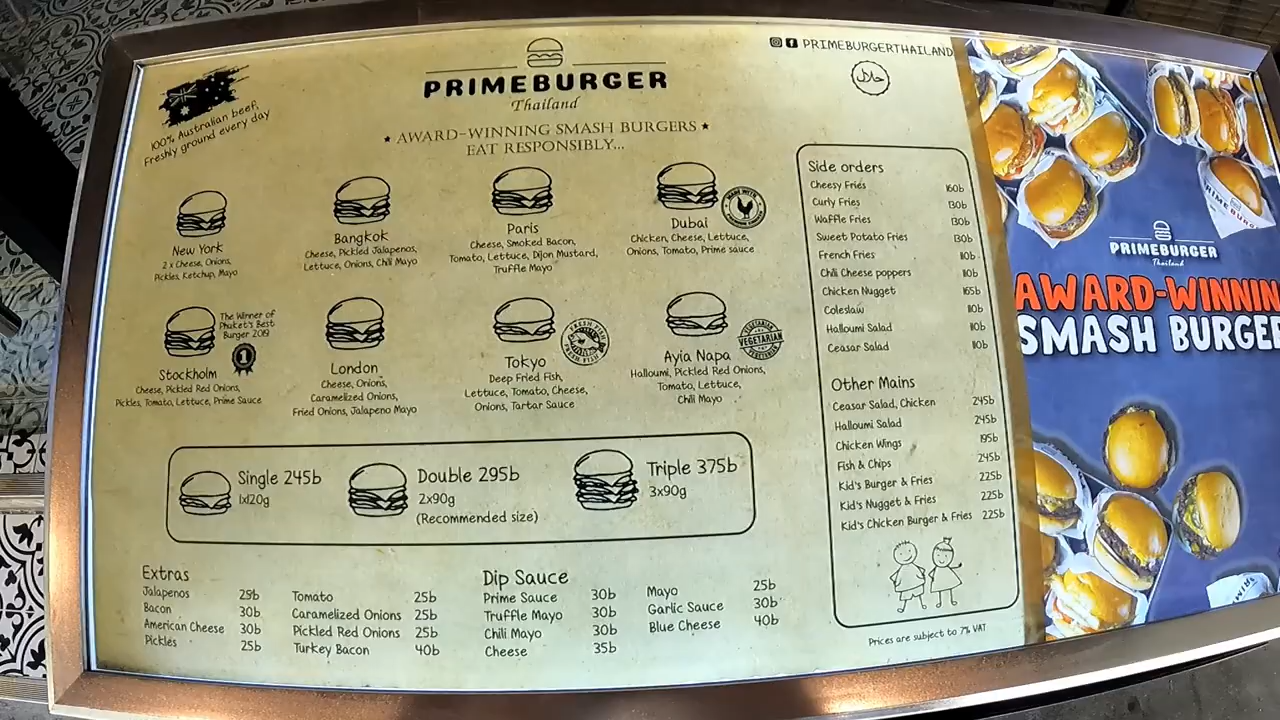 100% Australian beef.
Freshly ground every day
PRIMEBURGER
Thailand
★ AWARD-WINNING SMASH BURGERS ★
EAT RESPONSIBLY...
PRIMEBURGERTHAILAND
حلال
New York
2 x Cheese, Onions,
Pickles, Ketchup, Mayo
Bangkok
Cheese, Pickled Jalapenos,
Lettuce, Onions, Chili Mayo
Paris
Cheese, Smoked Bacon,
Tomato, Lettuce, Dijon Mustard,
Truffle Mayo
Dubai
Chicken, Cheese, Lettuce,
Onions, Tomato, Prime sauce
MADE WITH
The Winner of
Phuket's Best
Burger 2019
1
Stockholm
Cheese, Pickled Red Onions,
Pickles, Tomato, Lettuce, Prime Sauce
London
Cheese, Onions,
Caramelized Onions,
Fried Onions, Jalapeno Mayo
Tokyo
Deep Fried Fish,
Lettuce, Tomato, Cheese,
Onions, Tartar Sauce
FRESH FISH
FRESH FISH
Ayia Napa
Halloumi, Pickled Red Onions,
Tomato, Lettuce,
Chili Mayo
VEGETARIAN
VEGETARIAN
VEGETARIAN
Single 245b
1x120g
Double 295b
2x90g
(Recommended size)
Triple 375b
3x90g
Extras
Jalapenos 25b
Bacon 30b
American Cheese 30b
Pickles 25b
Tomato 25b
Caramelized Onions 25b
Pickled Red Onions 25b
Turkey Bacon 40b
Dip Sauce
Prime Sauce 30b
Truffle Mayo 30b
Chili Mayo 30b
Cheese 35b
Mayo 25b
Garlic Sauce 30b
Blue Cheese 40b
Side orders
Cheesy Fries 160b
Curly Fries 130b
Waffle Fries 130b
Sweet Potato Fries 130b
French Fries 110b
Chili Cheese poppers 110b
Chicken Nugget 165b
Coleslaw 110b
Halloumi Salad 110b
Ceasar Salad 110b
Other Mains
Ceasar Salad, Chicken 245b
Halloumi Salad 245b
Chicken Wings 195b
Fish & Chips 245b
Kid's Burger & Fries 225b
Kid's Nugget & Fries 225b
Kid's Chicken Burger & Fries 225b
Prices are subject to 7% VAT
PRIMEBURGER
Thailand
AWARD-WINNIN
SMASH BURGE